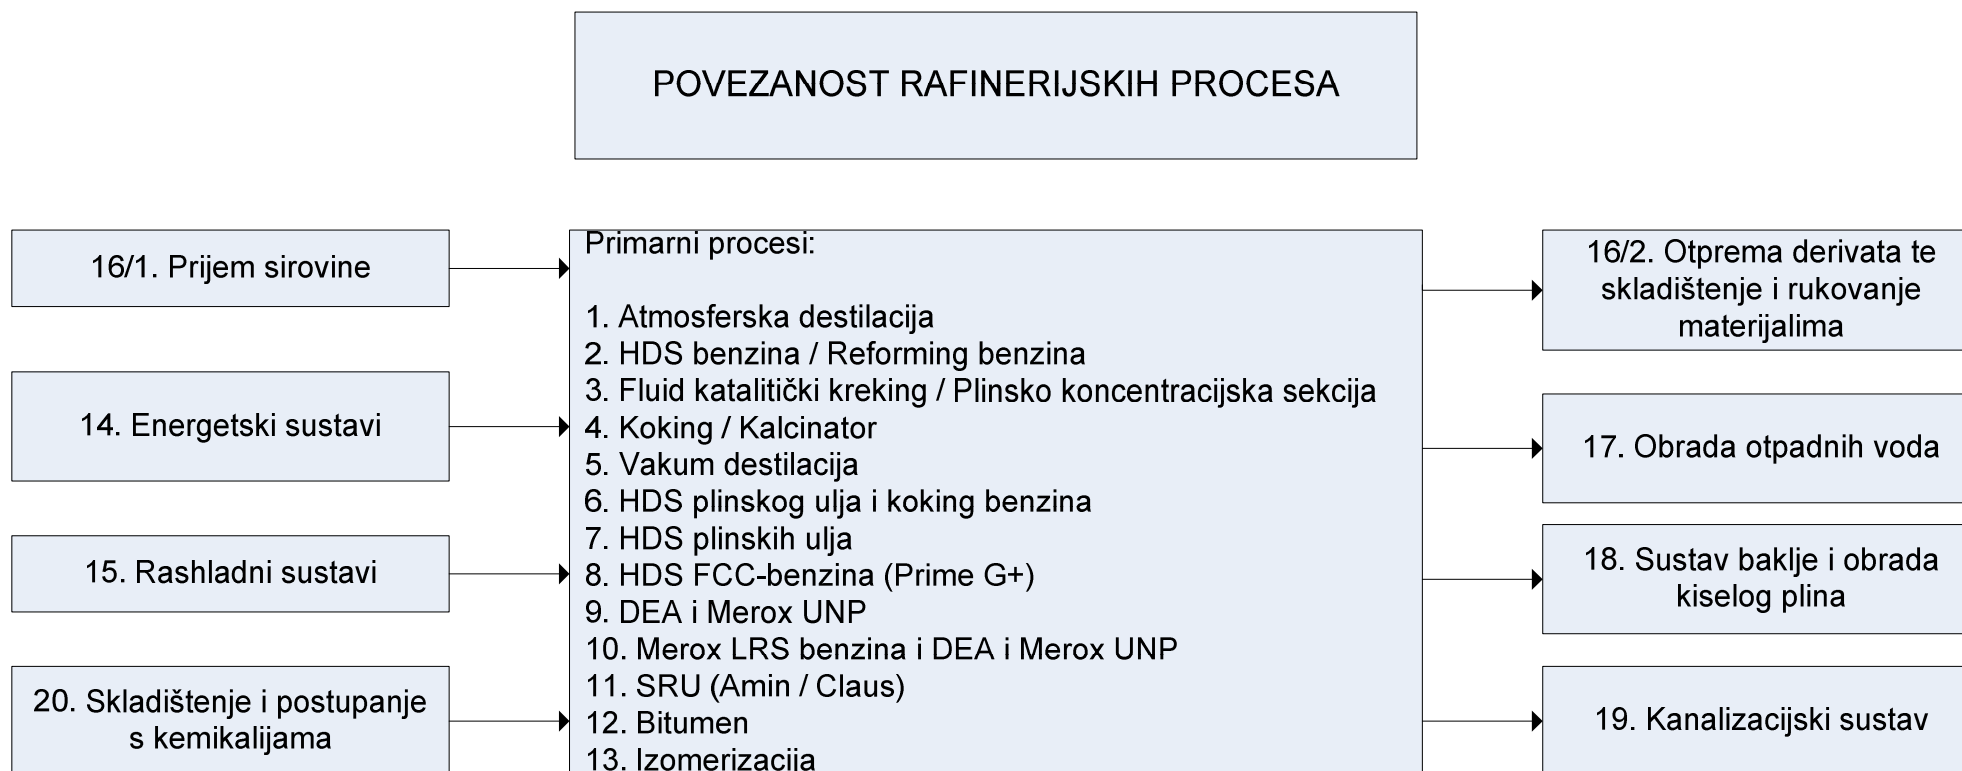 POVEZANOST RAFINERIJSKIH PROCESA
16/1. Prijem sirovine
14. Energetski sustavi
15. Rashladni sustavi
20. Skladištenje i postupanje
s kemikalijama
Primarni procesi:
1. Atmosferska destilacija
2. HDS benzina / Reforming benzina
3. Fluid katalitički kreking / Plinsko koncentracijska sekcija
4. Koking / Kalcinator
5. Vakum destilacija
6. HDS plinskog ulja i koking benzina
7. HDS plinskih ulja
8. HDS FCC-benzina (Prime G+)
9. DEA i Merox UNP
10. Merox LRS benzina i DEA i Merox UNP
11. SRU (Amin / Claus)
12. Bitumen
13. Izomerizacija
16/2. Otprema derivata te
skladištenje i rukovanje
materijalima
17. Obrada otpadnih voda
18. Sustav baklje i obrada
kiselog plina
19. Kanalizacijski sustav